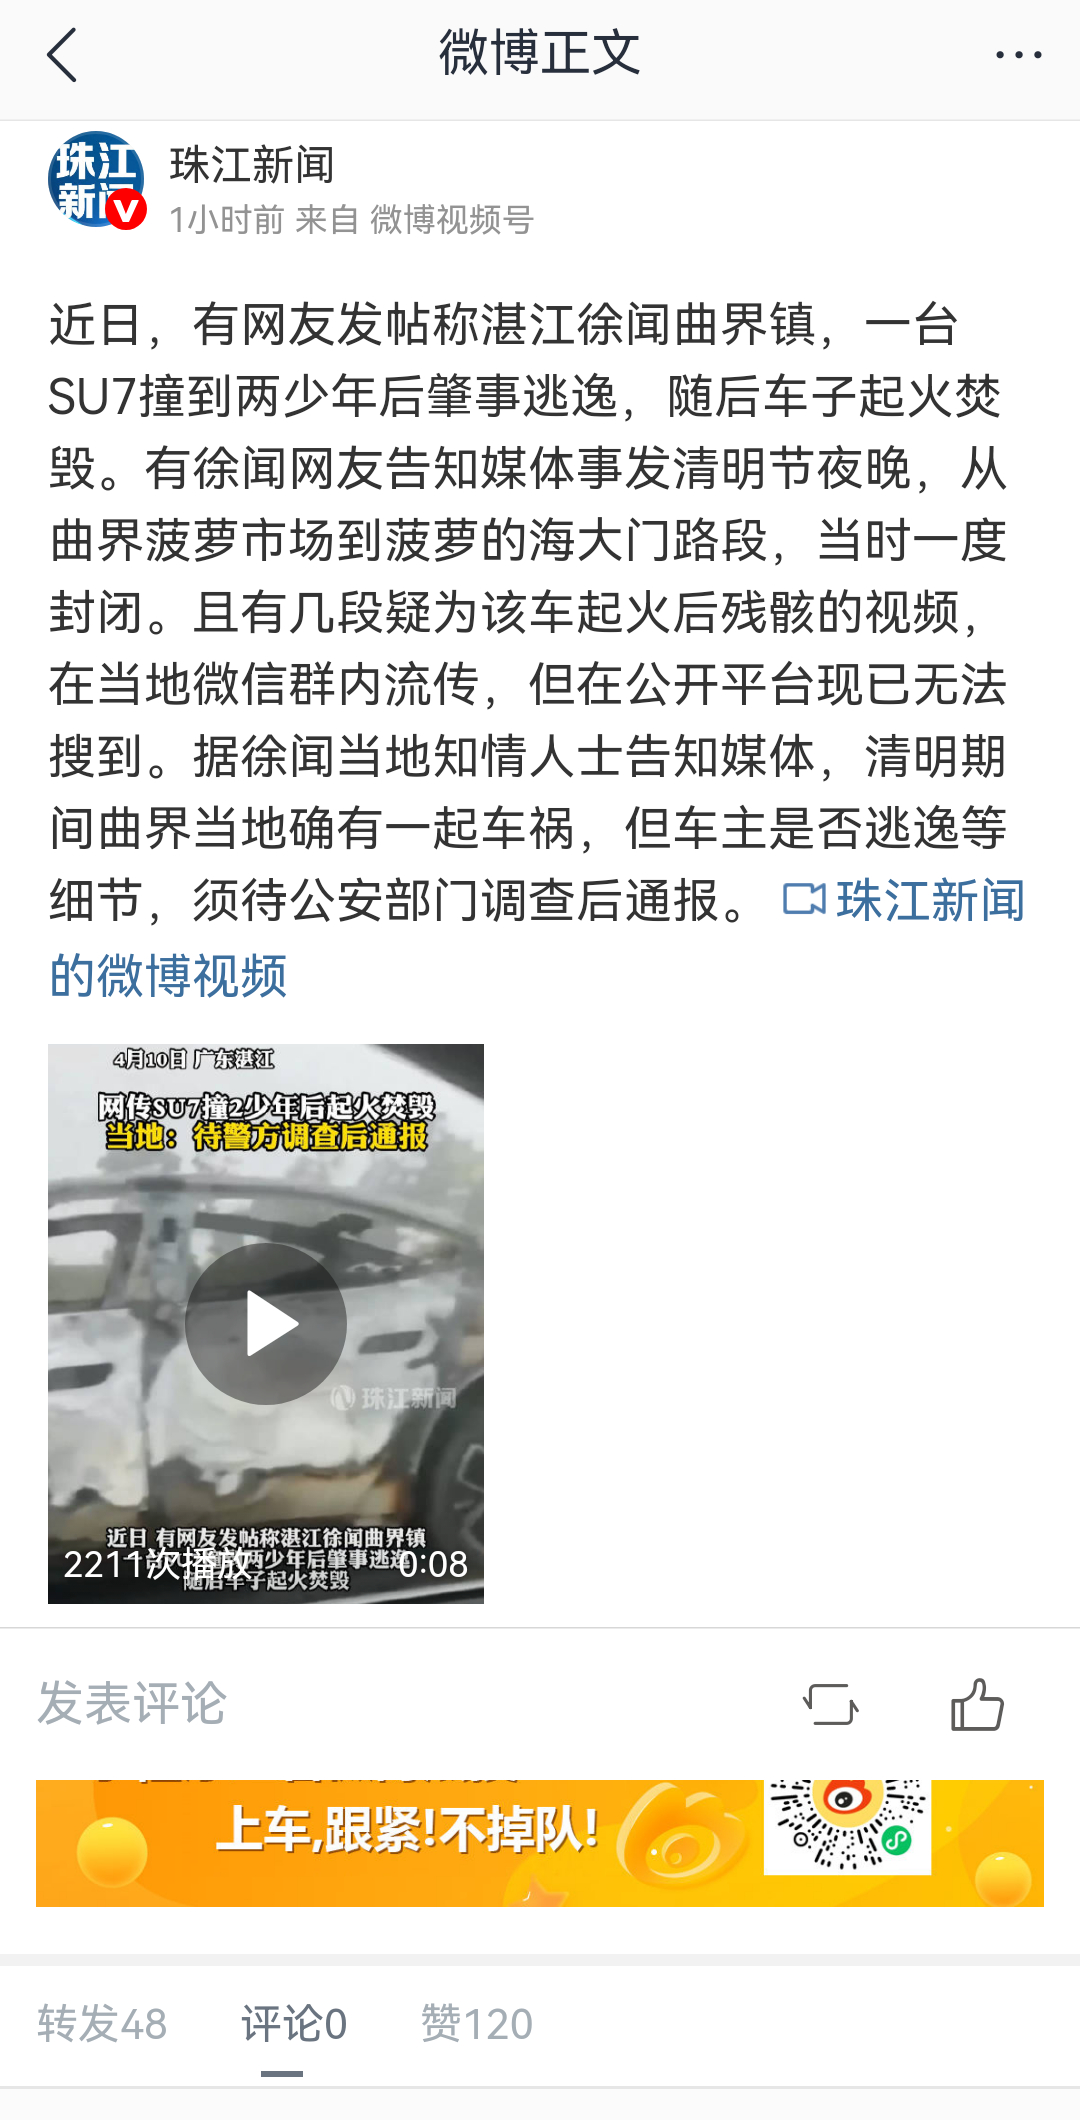 微博正文
珠江
新闻
珠江新闻
1小时前 来自 微博视频号
近日，有网友发帖称湛江徐闻曲界镇，一台
SU7撞到两少年后肇事逃逸，随后车子起火焚
毁。有徐闻网友告知媒体事发清明节夜晚，从
曲界菠萝市场到菠萝的海大门路段，当时一度
封闭。且有几段疑为该车起火后残骸的视频，
在当地微信群内流传，但在公开平台现已无法
搜到。据徐闻当地知情人士告知媒体，清明期
间曲界当地确有一起车祸，但车主是否逃逸等
细节，须待公安部门调查后通报。 珠江新闻
的微博视频
4月10日 广东湛江
网传SU7撞2少年后起火焚毁
当地：待警方调查后通报
珠江新闻
近日 有网友发帖称湛江徐闻曲界镇
两少年后肇事逃逸
随后车子起火焚毁
2211次播放
0:08
发表评论
上车,跟紧!不掉队!
转发48
评论0
赞120